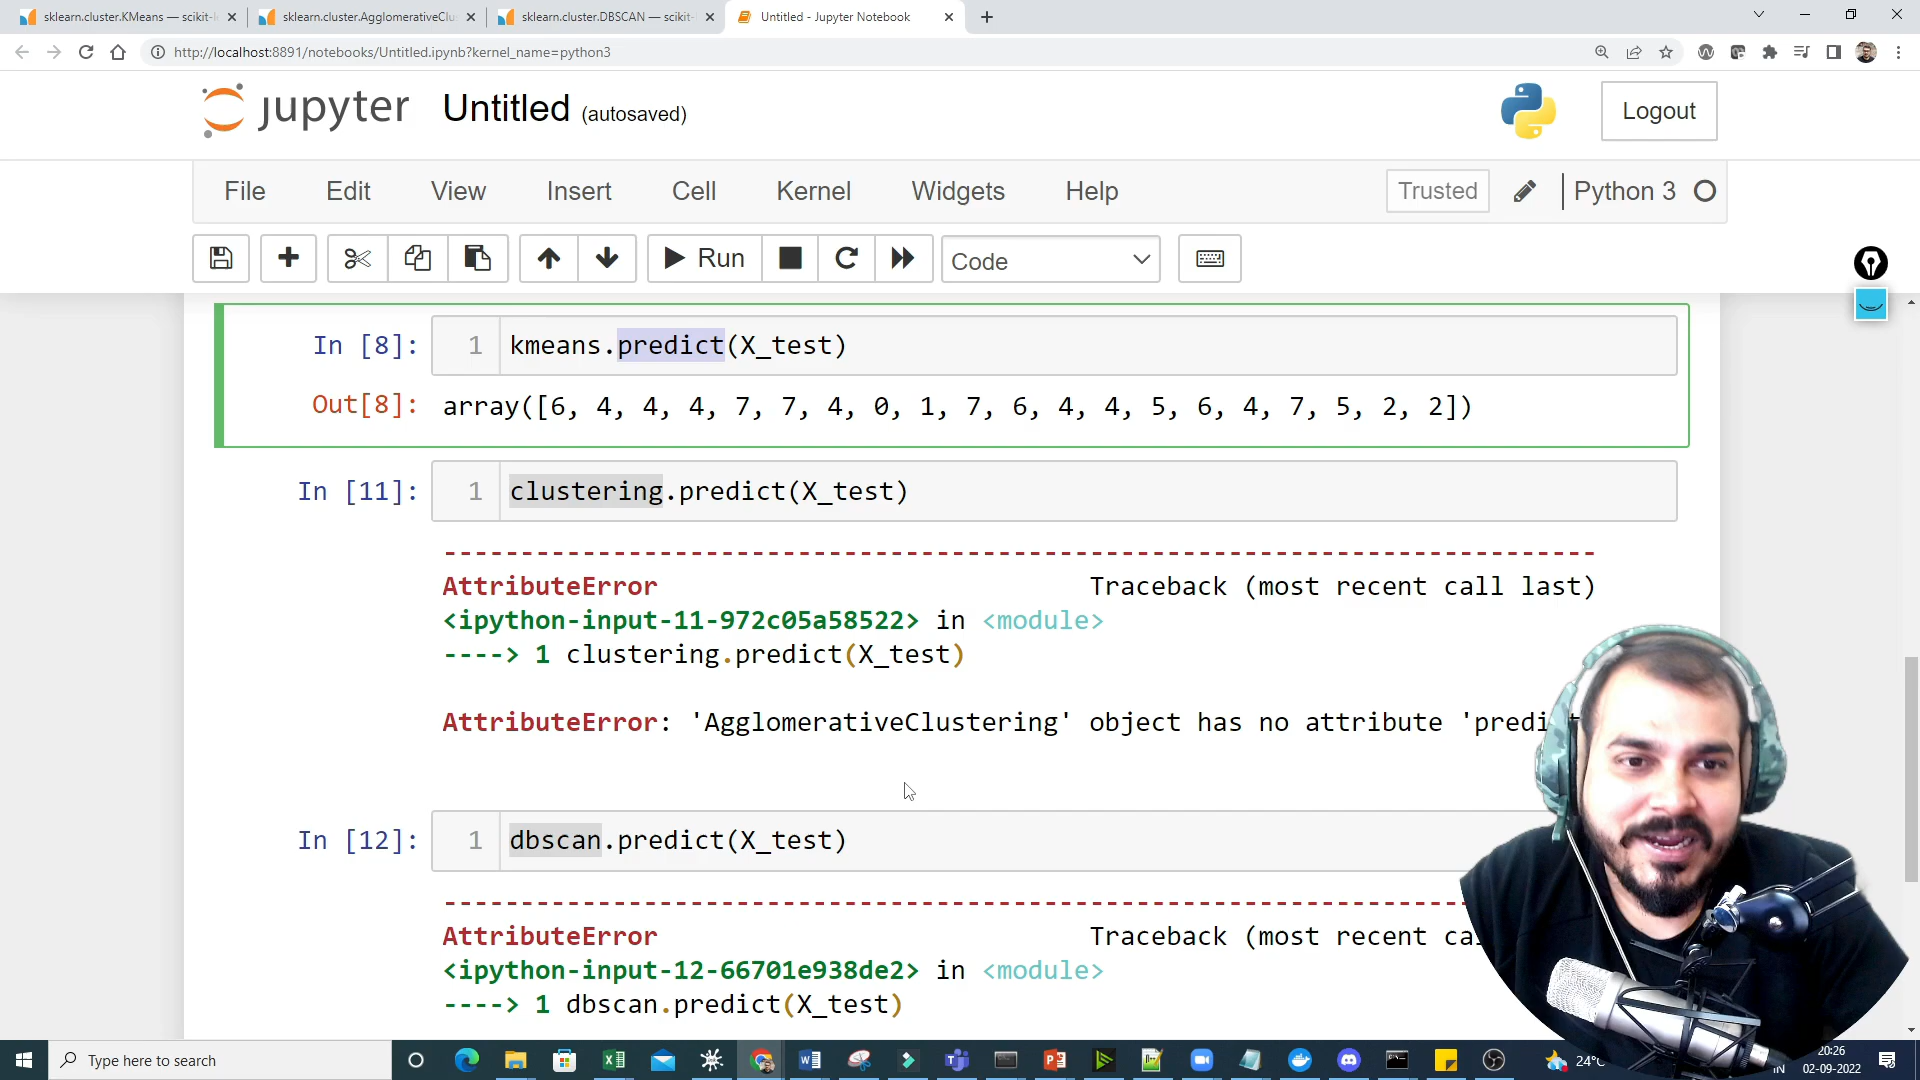 sklearn.cluster.KMeans — scikit-l
sklearn.cluster.AgglomerativeClu
sklearn.cluster.DBSCAN — scikit-
Untitled - Jupyter Notebook
http://localhost:8891/notebooks/Untitled.ipynb?kernel_name=python3
jupyter Untitled (autosaved)
Logout
File Edit View Insert Cell Kernel Widgets Help Trusted Python 3
Run Code
In [8]: 1 kmeans.predict(X_test)
Out[8]: array([6, 4, 4, 4, 7, 7, 4, 0, 1, 7, 6, 4, 4, 5, 6, 4, 7, 5, 2, 2])
In [11]: 1 clustering.predict(X_test)
---------------------------------------------------------------------------
AttributeError Traceback (most recent call last)
<ipython-input-11-972c05a58522> in <module>
----> 1 clustering.predict(X_test)
AttributeError: 'AgglomerativeClustering' object has no attribute 'predi
In [12]: 1 dbscan.predict(X_test)
---------------------------------------------------------------------------
AttributeError Traceback (most recent ca
<ipython-input-12-66701e938de2> in <module>
----> 1 dbscan.predict(X_test)
Type here to search
24°C
IN
20:26
02-09-2022